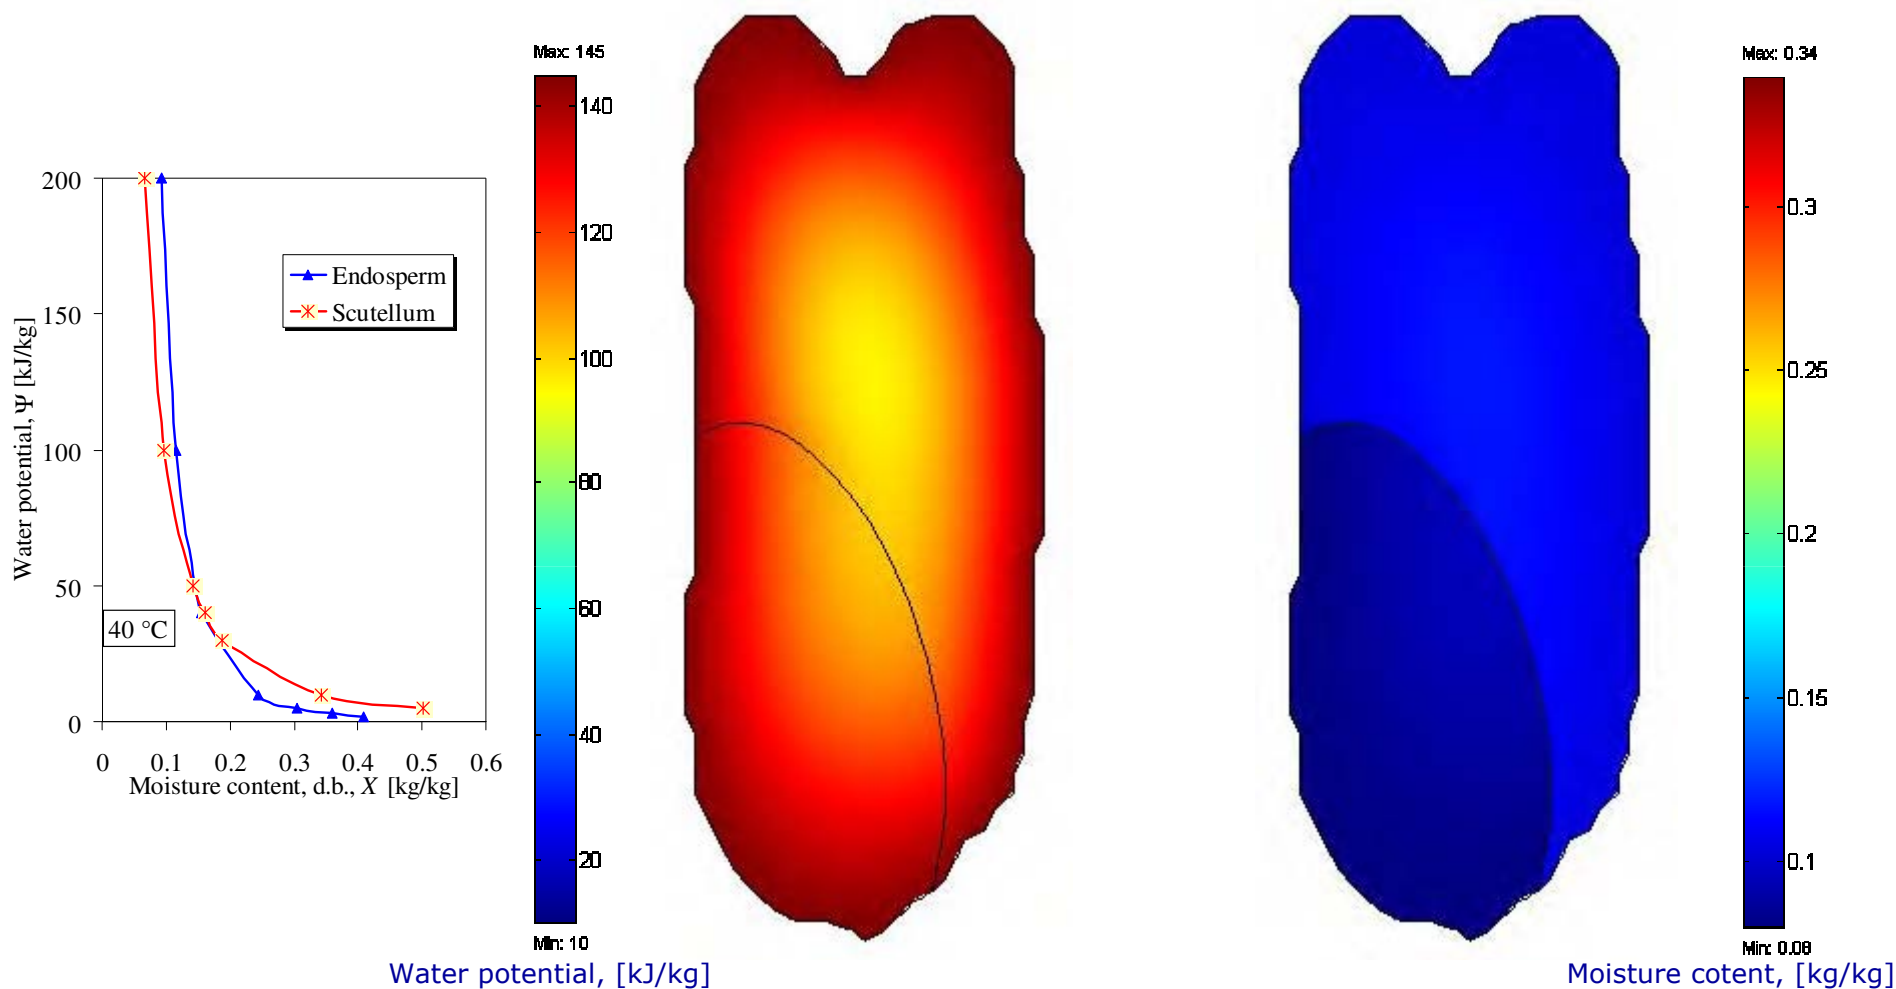 200
150
100
50
0
Water potential, Ψ [kJ/kg]
Endosperm
Scutellum
40 °C
0 0.1 0.2 0.3 0.4 0.5 0.6
Moisture content, d.b., X [kg/kg]
Max: 145
140
120
100
80
60
40
20
Min: 10
Water potential, [kJ/kg]
Max: 0.34
0.3
0.25
0.2
0.15
0.1
Min: 0.08
Moisture cotent, [kg/kg]